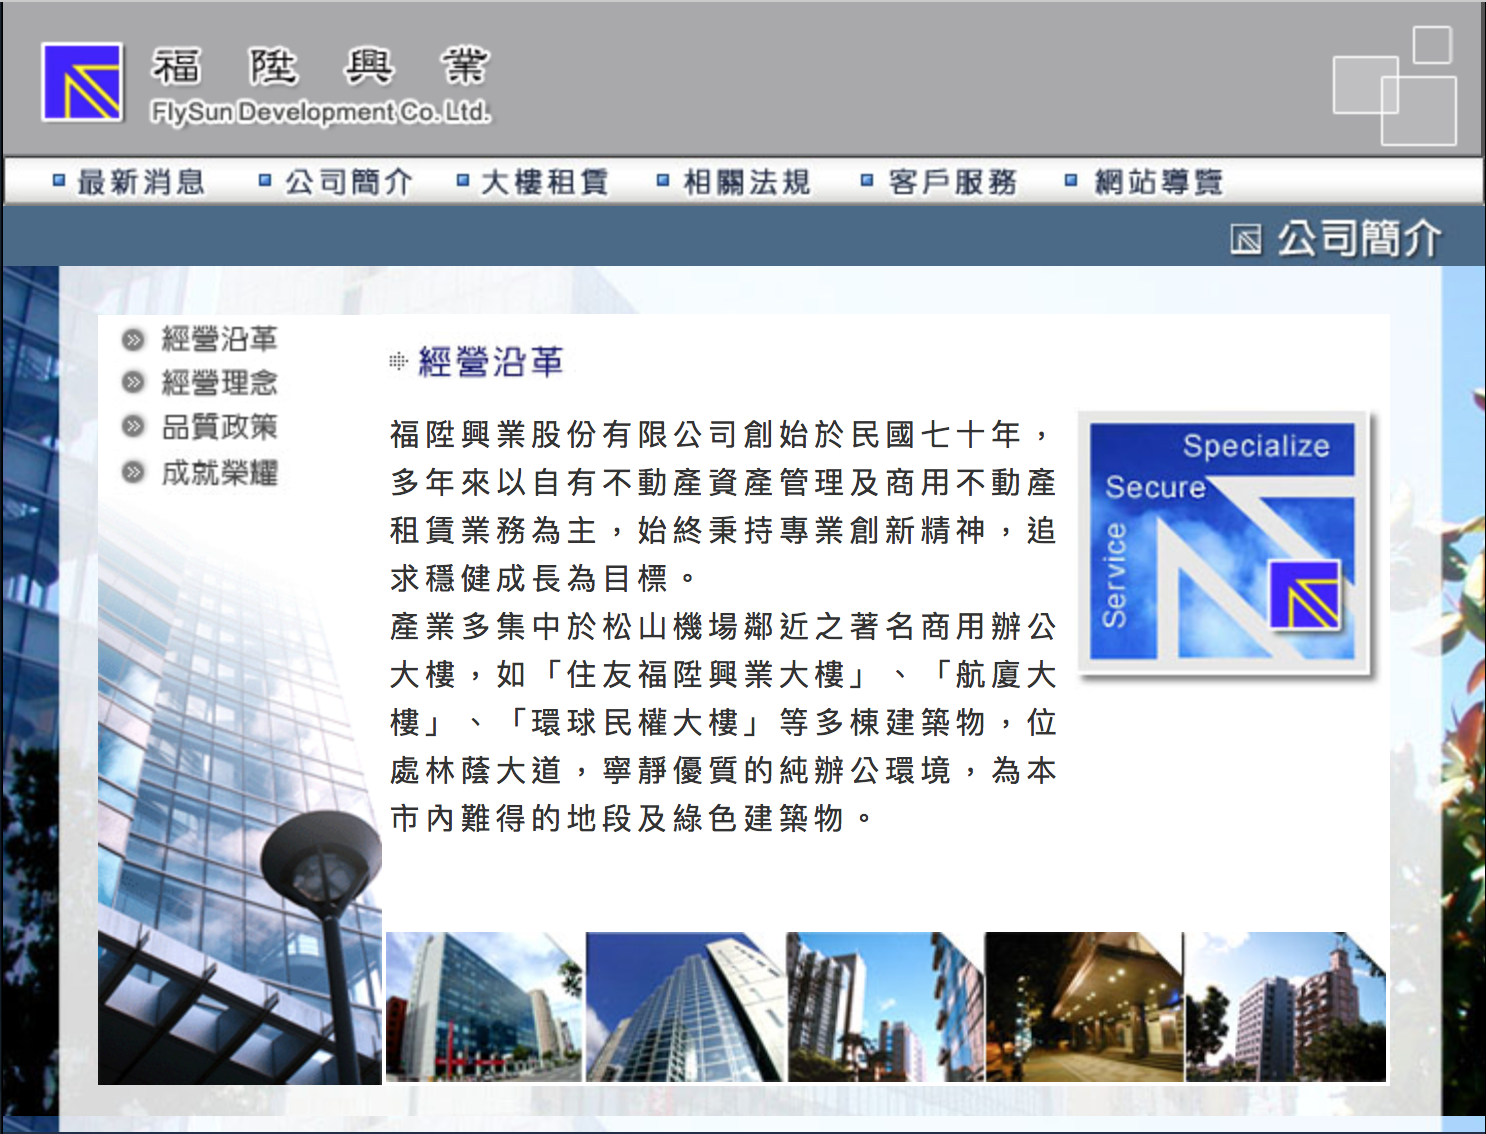 福陞興業
FlySun Development Co. Ltd.
最新消息 公司簡介 大樓租賃 相關法規 客戶服務 網站導覽
公司簡介
經營沿革
經營理念
品質政策
成就榮耀
經營沿革
福陞興業股份有限公司創始於民國七十年，
多年來以自有不動產資產管理及商用不動產
租賃業務為主，始終秉持專業創新精神，追
求穩健成長為目標。
產業多集中於松山機場鄰近之著名商用辦公
大樓，如「住友福陞興業大樓」、「航廈大
樓」、「環球民權大樓」等多棟建築物，位
處林蔭大道，寧靜優質的純辦公環境，為本
市內難得的地段及綠色建築物。
Specialize
Secure
Service